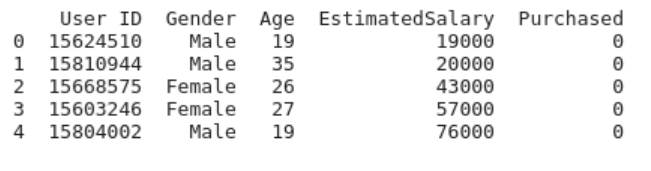 User ID Gender Age EstimatedSalary Purchased
0 15624510 Male 19 19000 0
1 15810944 Male 35 20000 0
2 15668575 Female 26 43000 0
3 15603246 Female 27 57000 0
4 15804002 Male 19 76000 0